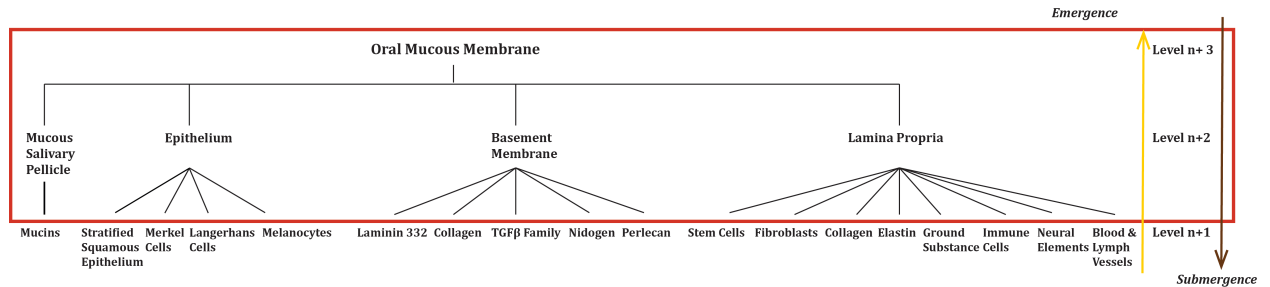 Emergence
Oral Mucous Membrane
Level n+ 3
Mucous
Salivary
Pellicle
Epithelium
Basement
Membrane
Lamina Propria
Level n+2
Mucins
Stratified
Squamous
Epithelium
Merkel
Cells
Langerhans
Cells
Melanocytes
Laminin 332
Collagen
TGFβ Family
Nidogen
Perlecan
Stem Cells
Fibroblasts
Collagen
Elastin
Ground
Substance
Immune
Cells
Neural
Elements
Blood &
Lymph
Vessels
Level n+1
Submergence